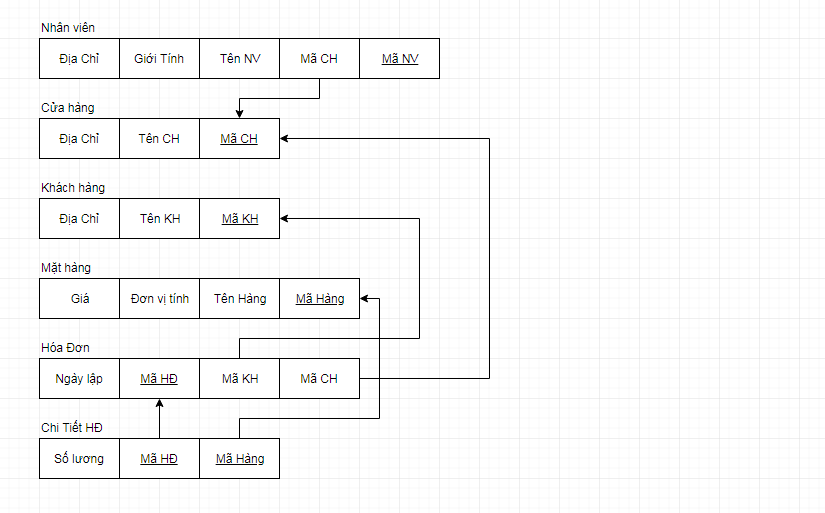 Nhân viên
Địa Chỉ Giới Tính Tên NV Mã CH Mã NV
Cửa hàng
Địa Chỉ Tên CH Mã CH
Khách hàng
Địa Chỉ Tên KH Mã KH
Mặt hàng
Giá Đơn vị tính Tên Hàng Mã Hàng
Hóa Đơn
Ngày lập Mã HĐ Mã KH Mã CH
Chi Tiết HĐ
Số lương Mã HĐ Mã Hàng